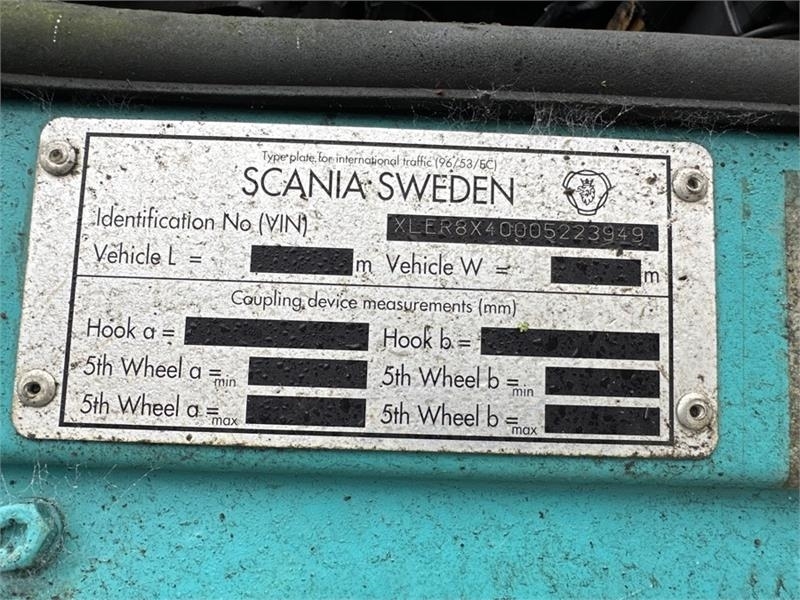 Type plate for international traffic (96/53/EC)
SCANIA SWEDEN
Identification No (VIN) XLER8X40005223949
Vehicle L = m Vehicle W = m
Coupling device measurements (mm)
Hook a = Hook b =
5th Wheel a = min 5th Wheel b = min
5th Wheel a = max 5th Wheel b = max